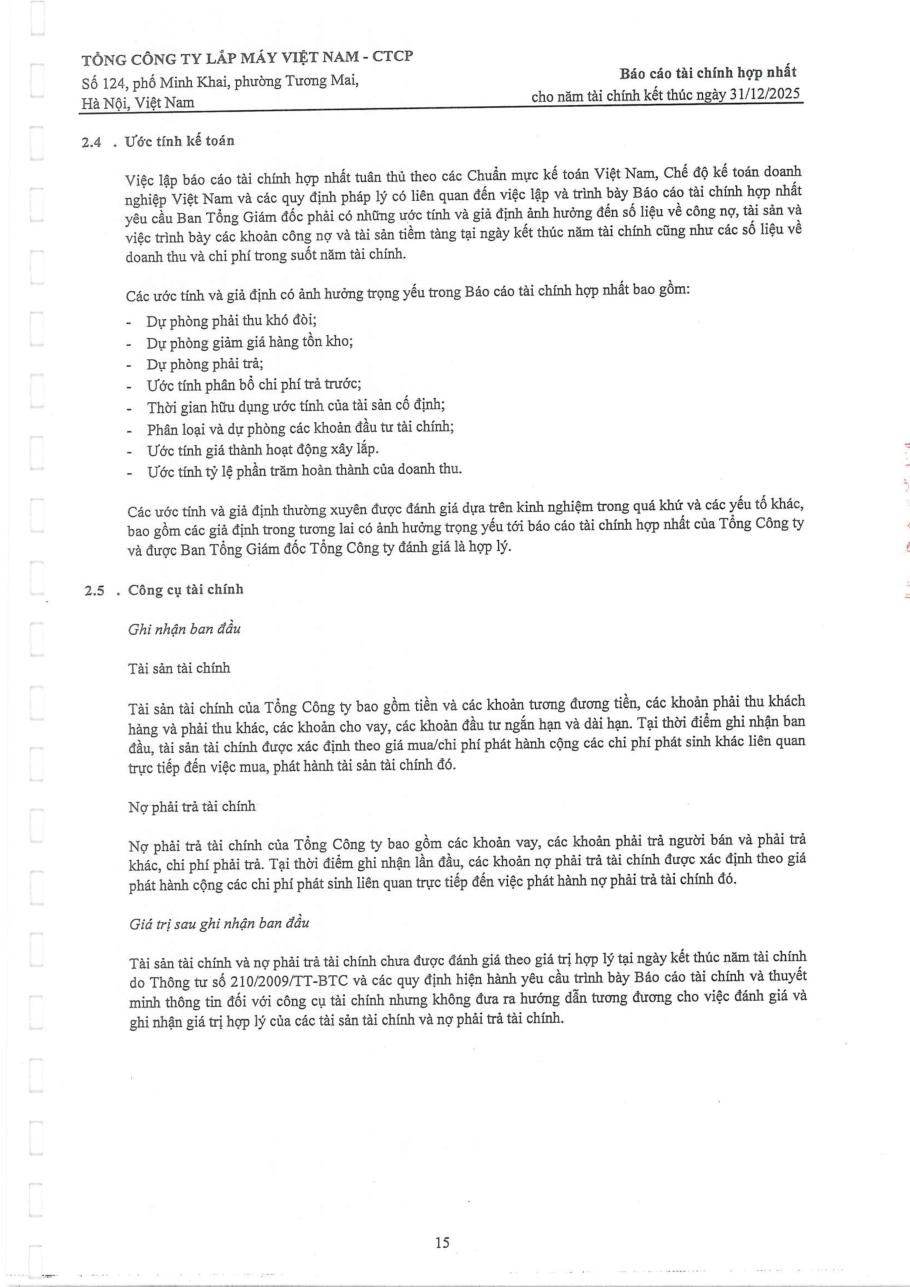 TỔNG CÔNG TY LẮP MÁY VIỆT NAM - CTCP
Số 124, phố Minh Khai, phường Tương Mai,
Hà Nội, Việt Nam
Báo cáo tài chính hợp nhất
cho năm tài chính kết thúc ngày 31/12/2025
2.4 . Ước tính kế toán
Việc lập báo cáo tài chính hợp nhất tuân thủ theo các Chuẩn mực kế toán Việt Nam, Chế độ kế toán doanh
nghiệp Việt Nam và các quy định pháp lý có liên quan đến việc lập và trình bày Báo cáo tài chính hợp nhất
yêu cầu Ban Tổng Giám đốc phải có những ước tính và giả định ảnh hưởng đến số liệu về công nợ, tài sản và
việc trình bày các khoản công nợ và tài sản tiềm tàng tại ngày kết thúc năm tài chính cũng như các số liệu về
doanh thu và chi phí trong suốt năm tài chính.
Các ước tính và giả định có ảnh hưởng trọng yếu trong Báo cáo tài chính hợp nhất bao gồm:
- Dự phòng phải thu khó đòi;
- Dự phòng giảm giá hàng tồn kho;
- Dự phòng phải trả;
- Ước tính phân bổ chi phí trả trước;
- Thời gian hữu dụng ước tính của tài sản cố định;
- Phân loại và dự phòng các khoản đầu tư tài chính;
- Ước tính giá thành hoạt động xây lắp.
- Ước tính tỷ lệ phần trăm hoàn thành của doanh thu.
Các ước tính và giả định thường xuyên được đánh giá dựa trên kinh nghiệm trong quá khứ và các yếu tố khác,
bao gồm các giả định trong tương lai có ảnh hưởng trọng yếu tới báo cáo tài chính hợp nhất của Tổng Công ty
và được Ban Tổng Giám đốc Tổng Công ty đánh giá là hợp lý.
2.5 . Công cụ tài chính
Ghi nhận ban đầu
Tài sản tài chính
Tài sản tài chính của Tổng Công ty bao gồm tiền và các khoản tương đương tiền, các khoản phải thu khách
hàng và phải thu khác, các khoản cho vay, các khoản đầu tư ngắn hạn và dài hạn. Tại thời điểm ghi nhận ban
đầu, tài sản tài chính được xác định theo giá mua/chi phí phát hành cộng các chi phí phát sinh khác liên quan
trực tiếp đến việc mua, phát hành tài sản tài chính đó.
Nợ phải trả tài chính
Nợ phải trả tài chính của Tổng Công ty bao gồm các khoản vay, các khoản phải trả người bán và phải trả
khác, chi phí phải trả. Tại thời điểm ghi nhận lần đầu, các khoản nợ phải trả tài chính được xác định theo giá
phát hành cộng các chi phí phát sinh liên quan trực tiếp đến việc phát hành nợ phải trả tài chính đó.
Giá trị sau ghi nhận ban đầu
Tài sản tài chính và nợ phải trả tài chính chưa được đánh giá theo giá trị hợp lý tại ngày kết thúc năm tài chính
do Thông tư số 210/2009/TT-BTC và các quy định hiện hành yêu cầu trình bày Báo cáo tài chính và thuyết
minh thông tin đối với công cụ tài chính nhưng không đưa ra hướng dẫn tương đương cho việc đánh giá và
ghi nhận giá trị hợp lý của các tài sản tài chính và nợ phải trả tài chính.
15